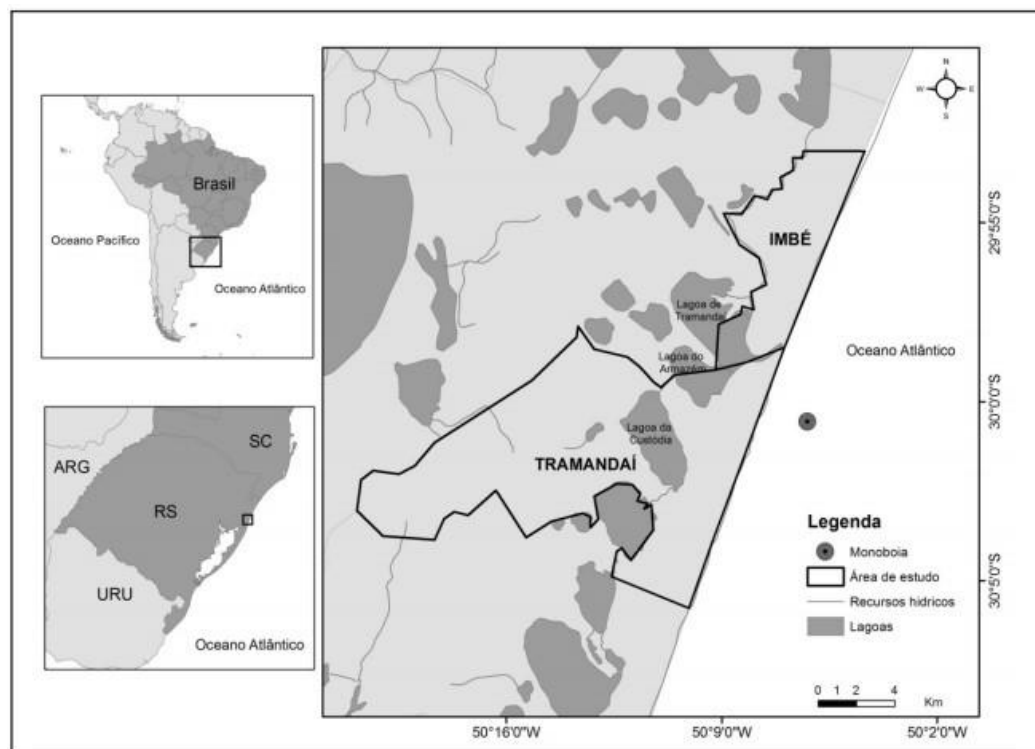 Brasil
Oceano Pacífico
Oceano Atlântico
ARG
SC
RS
URU
Oceano Atlântico
N
W
E
S
IMBÉ
Lagoa de
Tramandaí
Lagoa do
Armazém
Oceano Atlântico
Lagoa da
Custódia
TRAMANDAÍ
Legenda
Monoboia
Área de estudo
Recursos hidricos
Lagoas
0 1 2 4
Km
29°55'0"S
30°0'0"S
30°5'0"S
50°16'0"W
50°9'0"W
50°2'0"W